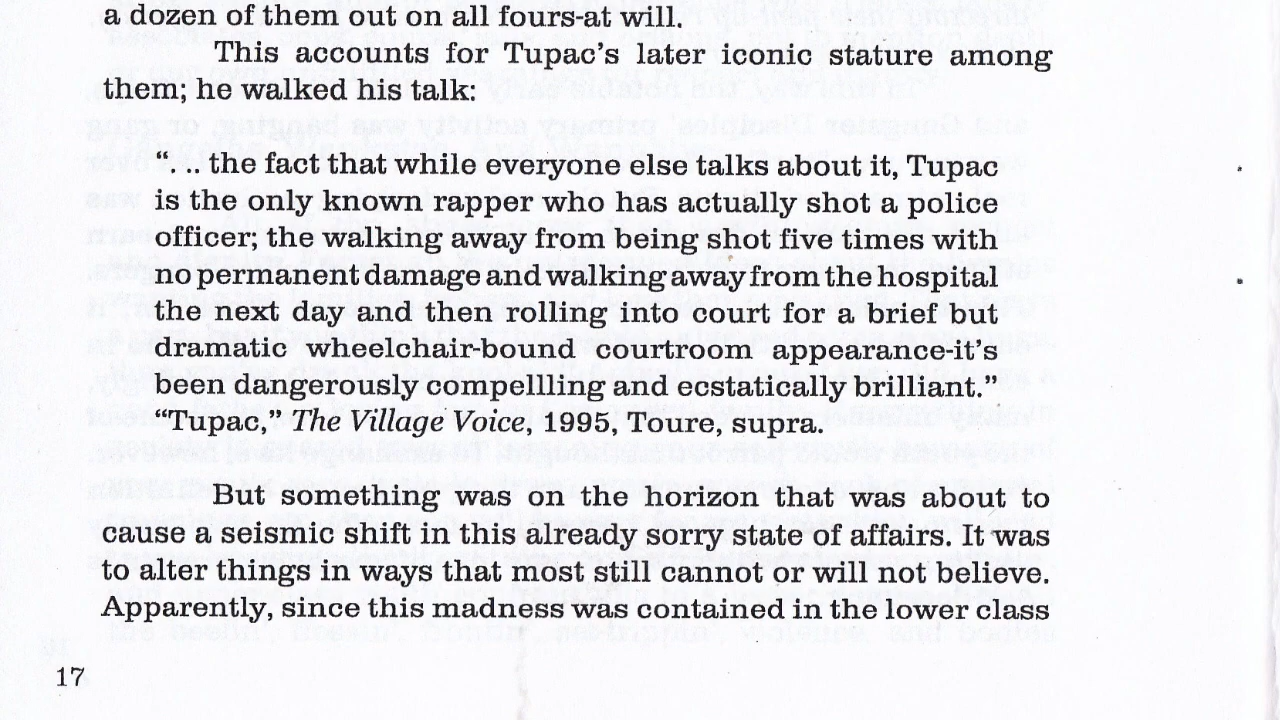 a dozen of them out on all fours-at will.
This accounts for Tupac's later iconic stature among
them; he walked his talk:
“. .. the fact that while everyone else talks about it, Tupac
is the only known rapper who has actually shot a police
officer; the walking away from being shot five times with
no permanent damage and walking away from the hospital
the next day and then rolling into court for a brief but
dramatic wheelchair-bound courtroom appearance-it's
been dangerously compellling and ecstatically brilliant.”
“Tupac,” The Village Voice, 1995, Toure, supra.
But something was on the horizon that was about to
cause a seismic shift in this already sorry state of affairs. It was
to alter things in ways that most still cannot or will not believe.
Apparently, since this madness was contained in the lower class
17